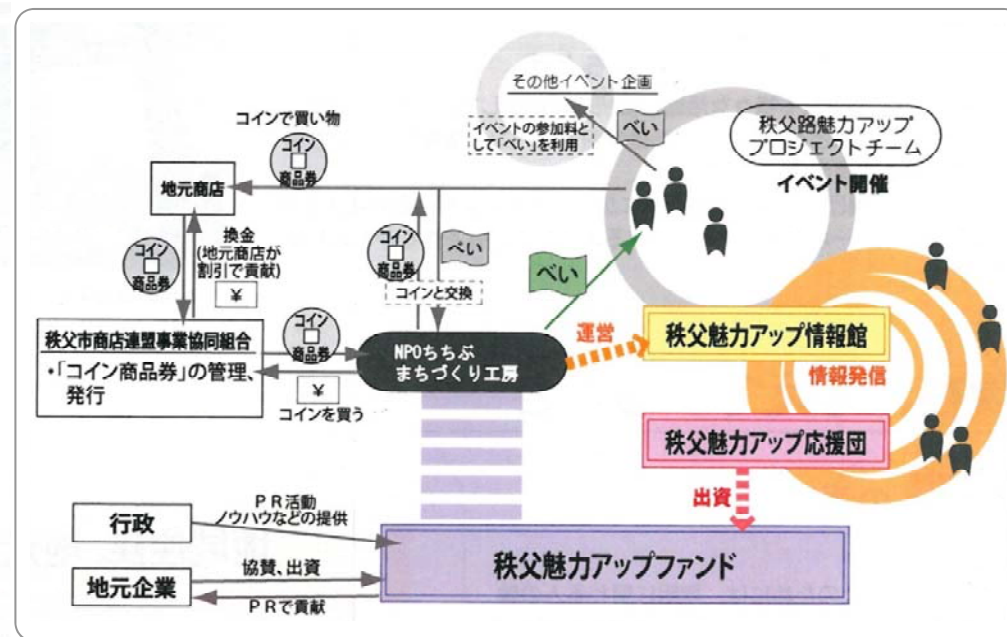 その他イベント企画
コインで買い物
コイン
商品券
イベントの参加料と
して「べい」を利用
べい
秩父路魅力アップ
プロジェクトチーム
イベント開催
地元商店
コイン
商品券
換金
(地元商店が
割引で貢献)
¥
コイン
商品券
べい
コインと交換
べい
秩父市商店連盟事業協同組合
・「コイン商品券」の管理、
発行
コイン
商品券
¥
コインを買う
NPOちちぶ
まちづくり工房
運営
秩父魅力アップ情報館
情報発信
秩父魅力アップ応援団
出資
行政
PR活動
ノウハウなどの提供
地元企業
協賛、出資
PRで貢献
秩父魅力アップファンド